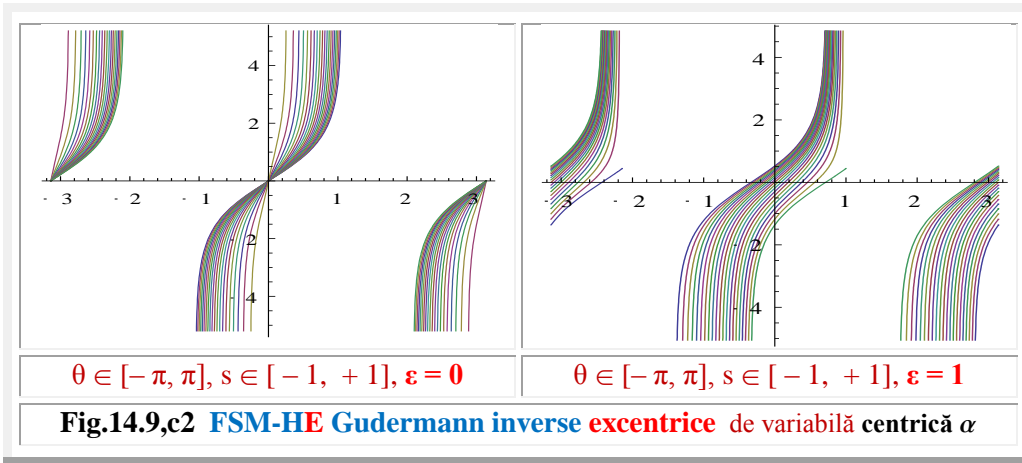 4
2
- 3 - 2 - 1 1 2 3
- 2
- 4
4
2
- 3 - 2 - 1 1 2 3
- 2
- 4
θ ∈ [– π, π], s ∈ [ – 1, + 1], ε = 0
θ ∈ [– π, π], s ∈ [ – 1, + 1], ε = 1
Fig.14.9,c2 FSM-HE Gudermann inverse excentrice de variabilă centrică α